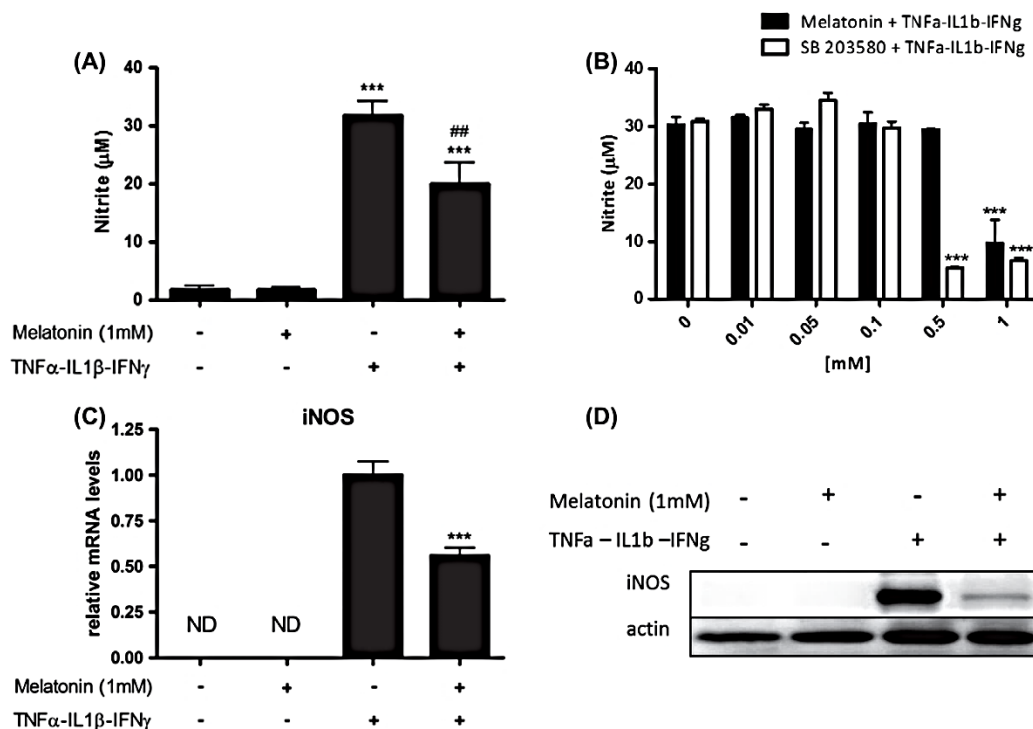 (A)
***
##
***
Nitrite (μM)
40
30
20
10
0
Melatonin (1mM) - + - +
TNFα-IL1β-IFNγ - - + +
Melatonin + TNFa-IL1b-IFNg
SB 203580 + TNFa-IL1b-IFNg
(B)
Nitrite (μM)
40
30
20
10
0
***
***
***
0 0.01 0.05 0.1 0.5 1
[mM]
(C)
iNOS
relative mRNA levels
1.25
1.00
0.75
0.50
0.25
0.00
ND ND
***
Melatonin (1mM) - + - +
TNFα-IL1β-IFNγ - - + +
(D)
Melatonin (1mM) - + - +
TNFa – IL1b –IFNg - - + +
iNOS
actin